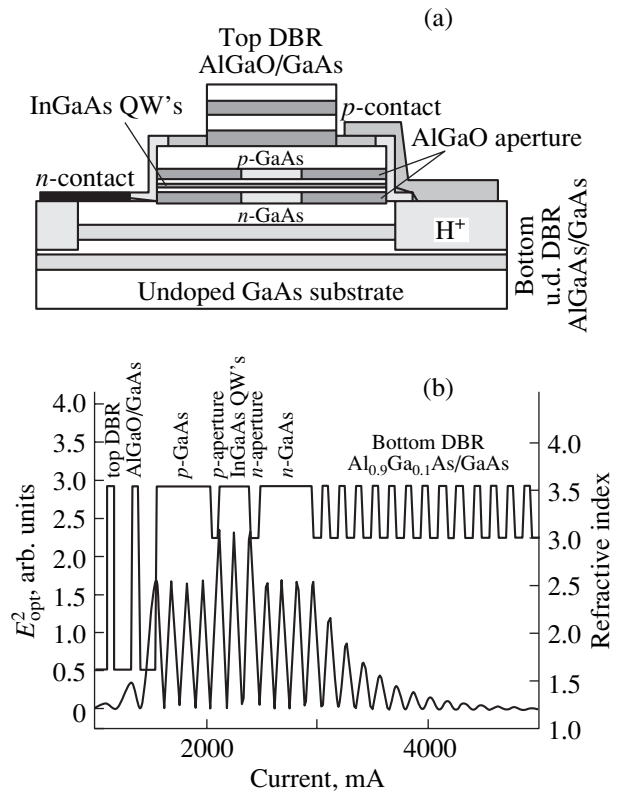 (a)
Top DBR
AlGaO/GaAs
InGaAs QW's
p-contact
AlGaO aperture
p-GaAs
n-contact
n-GaAs
H+
Undoped GaAs substrate
Bottom
u.d. DBR
AlGaAs/GaAs
(b)
top DBR
AlGaO/GaAs
p-GaAs
p-aperture
InGaAs QW's
n-aperture
n-GaAs
Bottom DBR
Al0.9Ga0.1As/GaAs
4.0
3.5
3.0
2.5
2.0
1.5
1.0
0.5
0
E²opt, arb. units
4.0
3.5
3.0
2.5
2.0
1.5
1.0
Refractive index
2000
4000
Current, mA